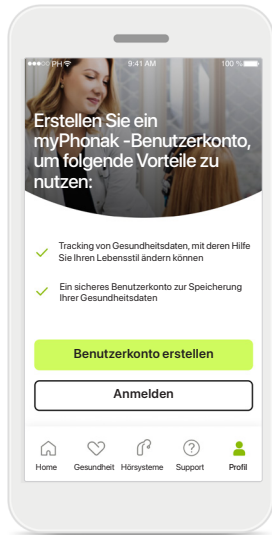 PH 9:41 AM 100 %
Erstellen Sie ein
myPhonak -Benutzerkonto,
um folgende Vorteile zu
nutzen:
Tracking von Gesundheitsdaten, mit deren Hilfe
Sie Ihren Lebensstil ändern können
Ein sicheres Benutzerkonto zur Speicherung
Ihrer Gesundheitsdaten
Benutzerkonto erstellen
Anmelden
Home Gesundheit Hörsysteme Support Profil